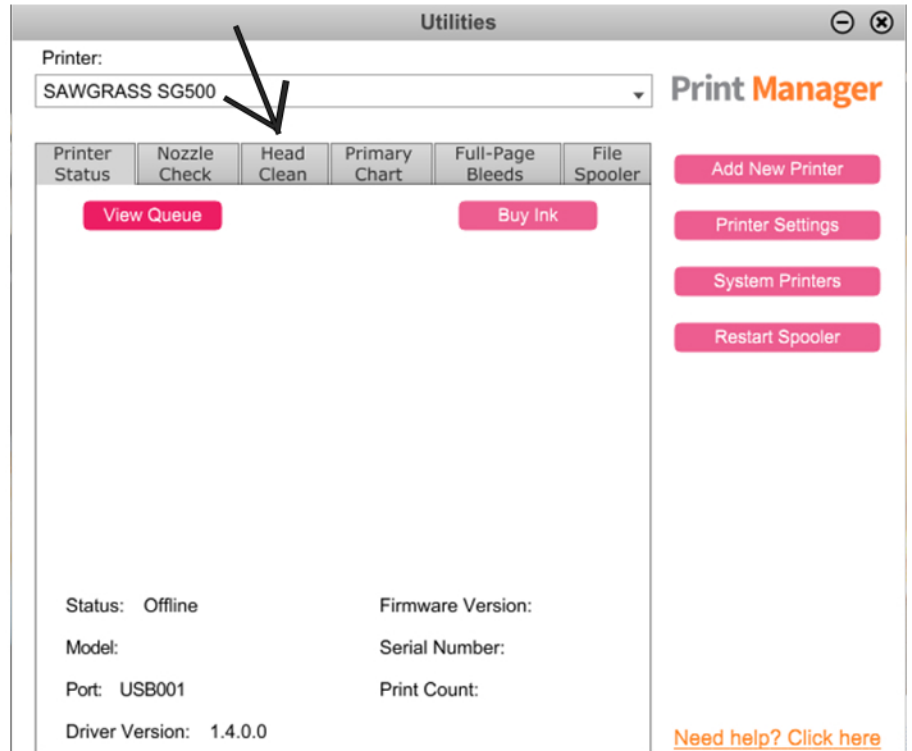 Utilities
Printer:
SAWGRASS SG500
Print Manager
Printer Status
Nozzle Check
Head Clean
Primary Chart
Full-Page Bleeds
File Spooler
View Queue
Buy Ink
Add New Printer
Printer Settings
System Printers
Restart Spooler
Status: Offline
Firmware Version:
Model:
Serial Number:
Port: USB001
Print Count:
Driver Version: 1.4.0.0
Need help? Click here